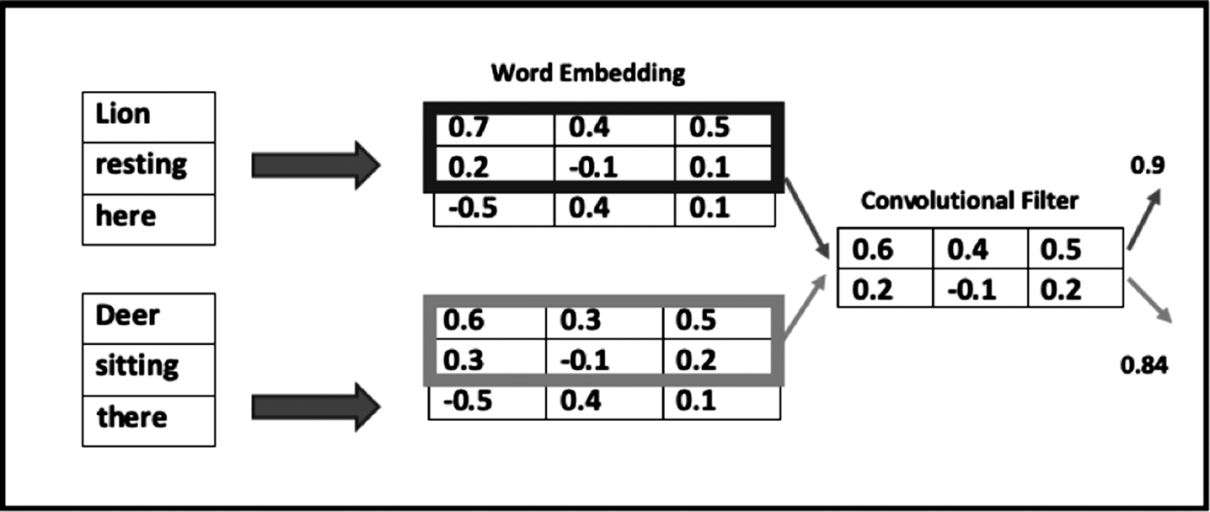 Word Embedding
Lion
resting
here
0.7 0.4 0.5
0.2 -0.1 0.1
-0.5 0.4 0.1
Convolutional Filter
0.6 0.4 0.5
0.2 -0.1 0.2
0.9
0.84
Deer
sitting
there
0.6 0.3 0.5
0.3 -0.1 0.2
-0.5 0.4 0.1